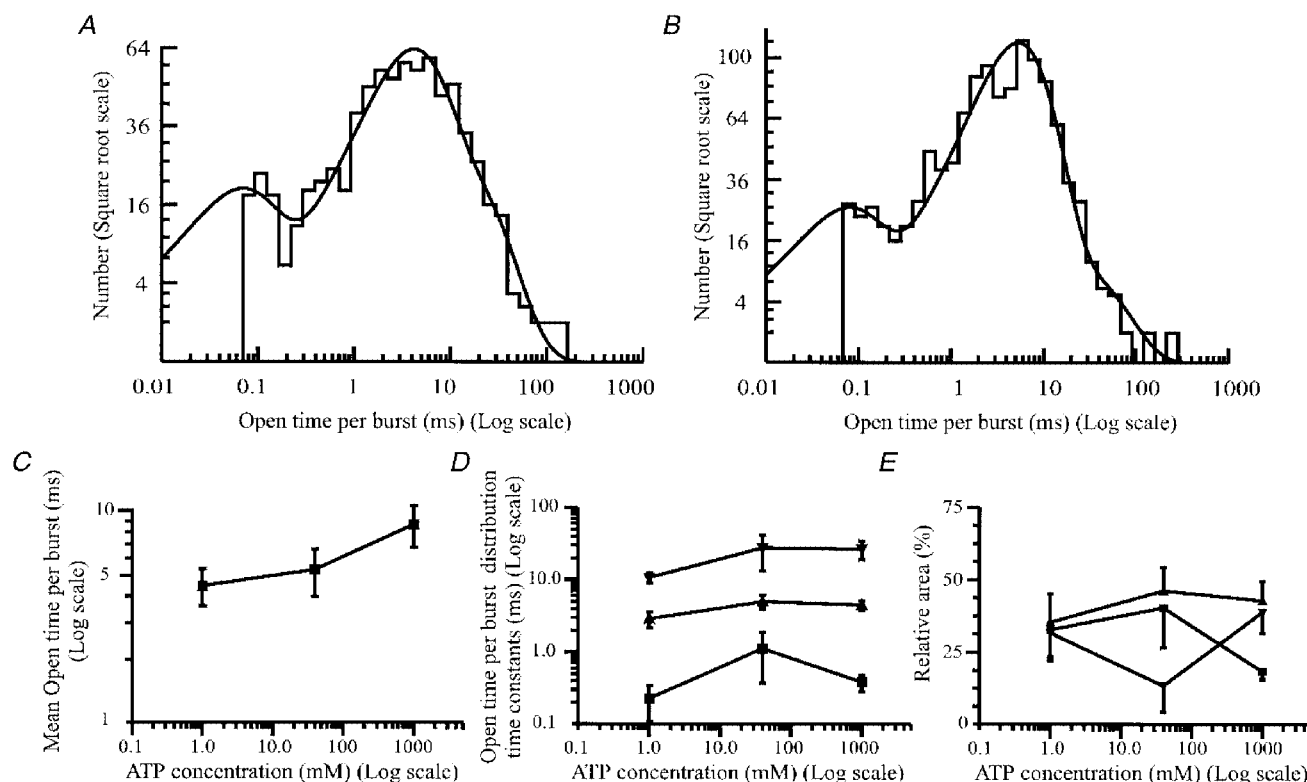 A
Number (Square root scale)
64
36
16
4
0.01
0.1
1
10
100
1000
Open time per burst (ms) (Log scale)
B
Number (Square root scale)
100
64
36
16
4
0.01
0.1
1
10
100
1000
Open time per burst (ms) (Log scale)
C
Mean Open time per burst (ms)
(Log scale)
10
5
1
0.1
1.0
10
100
1000
ATP concentration (mM) (Log scale)
D
Open time per burst distribution
time constants (ms) (Log scale)
100
10.0
1.0
0.1
0.1
1.0
10
100
1000
ATP concentration (mM) (Log scale)
E
Relative area (%)
75
50
25
0
0.1
1.0
10
100
1000
ATP concentration (mM) (Log scale)